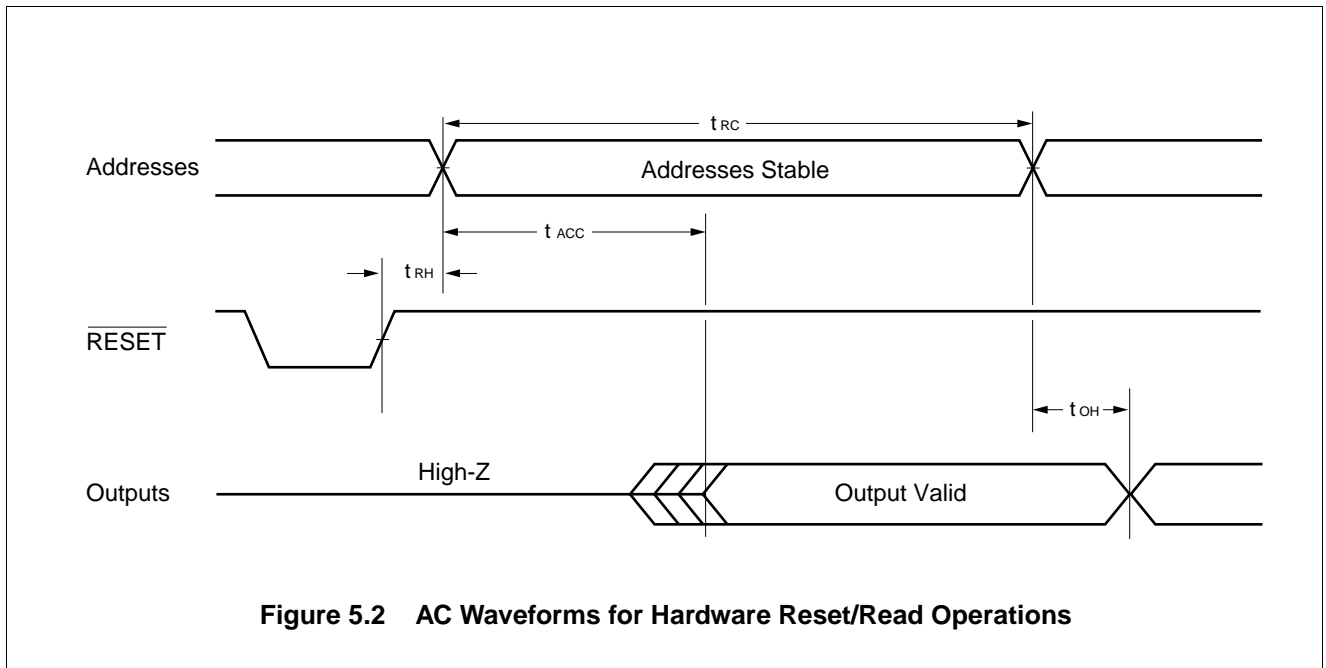 t RC
Addresses
Addresses Stable
t ACC
t RH
RESET
t OH
High-Z
Outputs
Output Valid
Figure 5.2 AC Waveforms for Hardware Reset/Read Operations